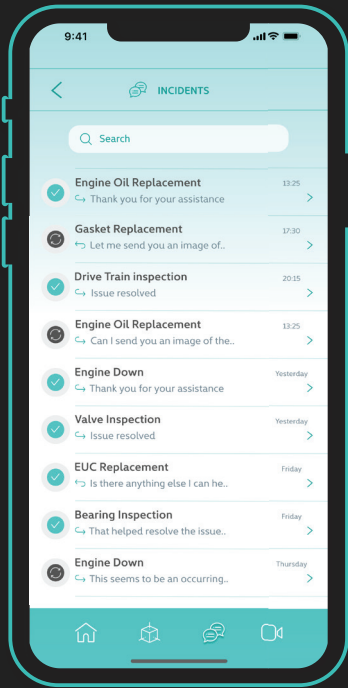 9:41
INCIDENTS
Search
Engine Oil Replacement 13:25
Thank you for your assistance
Gasket Replacement 17:30
Let me send you an image of..
Drive Train inspection 20:15
Issue resolved
Engine Oil Replacement 13:25
Can I send you an image of the..
Engine Down Yesterday
Thank you for your assistance
Valve Inspection Yesterday
Issue resolved
EUC Replacement Friday
Is there anything else I can he..
Bearing Inspection Friday
That helped resolve the issue..
Engine Down Thursday
This seems to be an occurring..